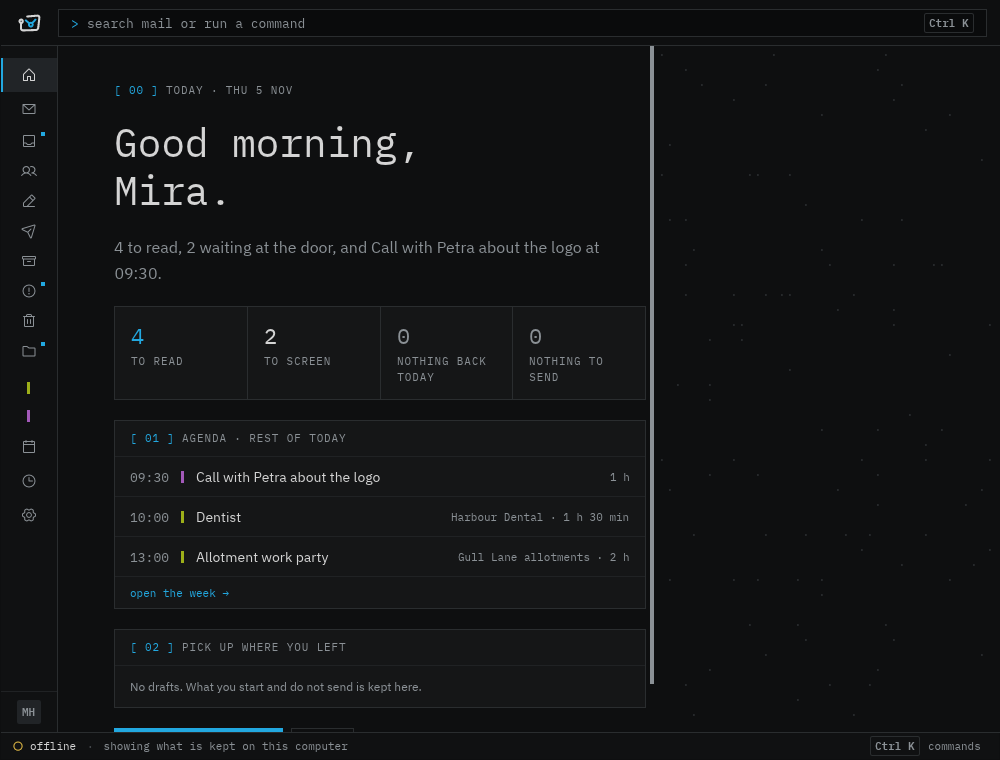 > search mail or run a command Ctrl K
[ 00 ] TODAY · THU 5 NOV
Good morning,
Mira.
4 to read, 2 waiting at the door, and Call with Petra about the logo at
09:30.
4 2 0 0
TO READ TO SCREEN NOTHING BACK NOTHING TO
TODAY SEND
[ 01 ] AGENDA · REST OF TODAY
09:30 Call with Petra about the logo 1 h
10:00 Dentist Harbour Dental · 1 h 30 min
13:00 Allotment work party Gull Lane allotments · 2 h
open the week →
[ 02 ] PICK UP WHERE YOU LEFT
No drafts. What you start and do not send is kept here.
MH
offline · showing what is kept on this computer Ctrl K commands